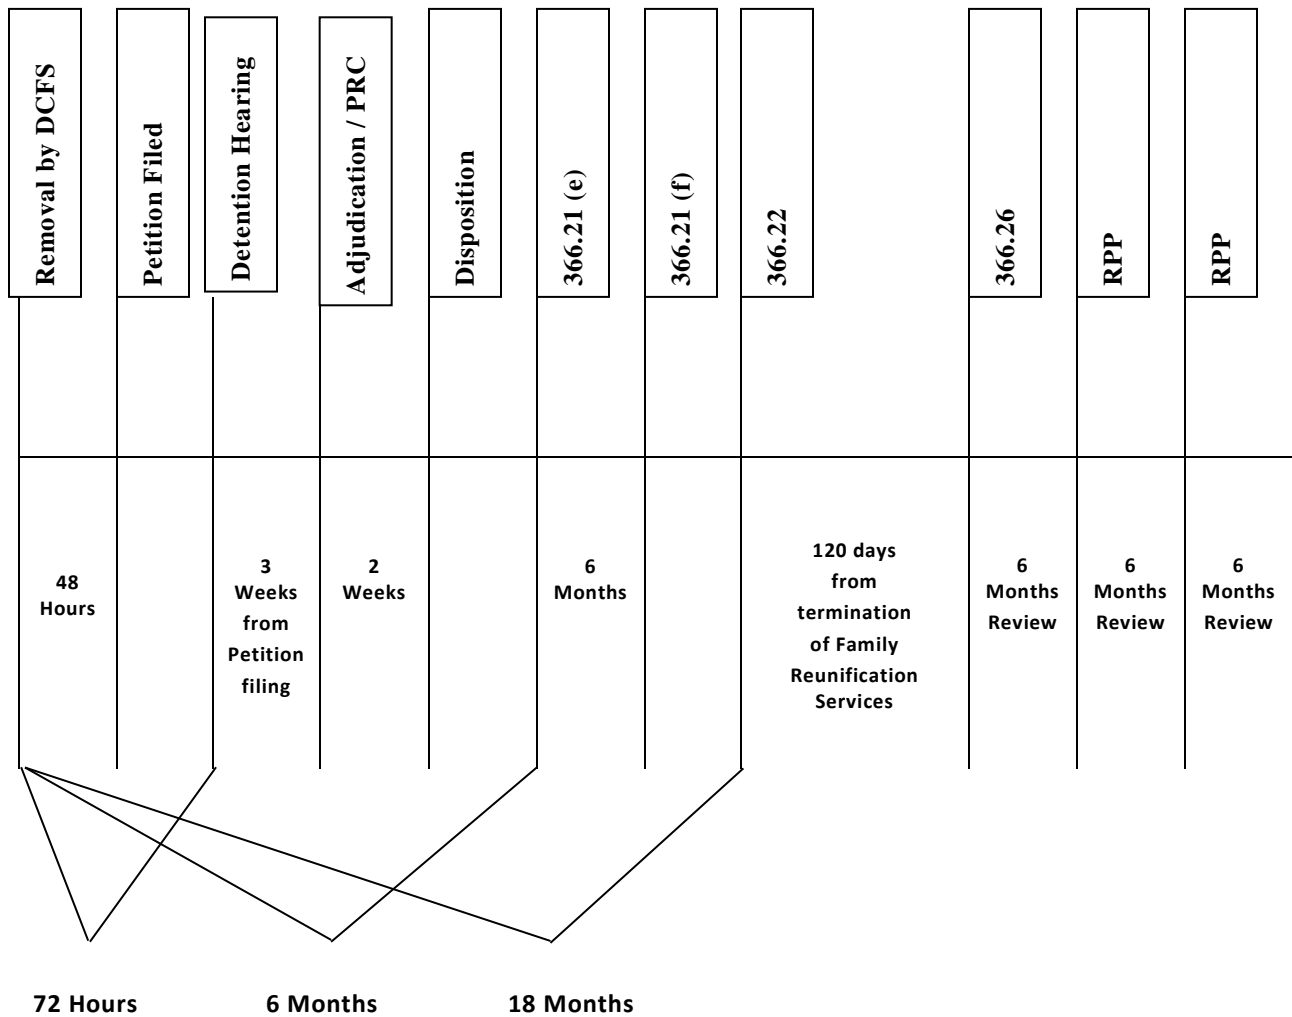 Removal by DCFS
Petition Filed
Detention Hearing
Adjudication / PRC
Disposition
366.21 (e)
366.21 (f)
366.22
366.26
RPP
RPP
48
Hours
3
Weeks
from
Petition
filing
2
Weeks
6
Months
120 days
from
termination
of Family
Reunification
Services
6
Months
Review
6
Months
Review
6
Months
Review
72 Hours
6 Months
18 Months